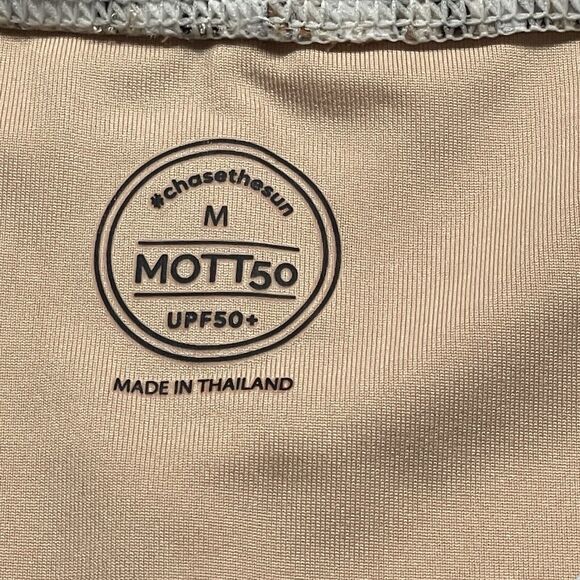 #chasethesun
M
MOTT50
UPF50+
MADE IN THAILAND